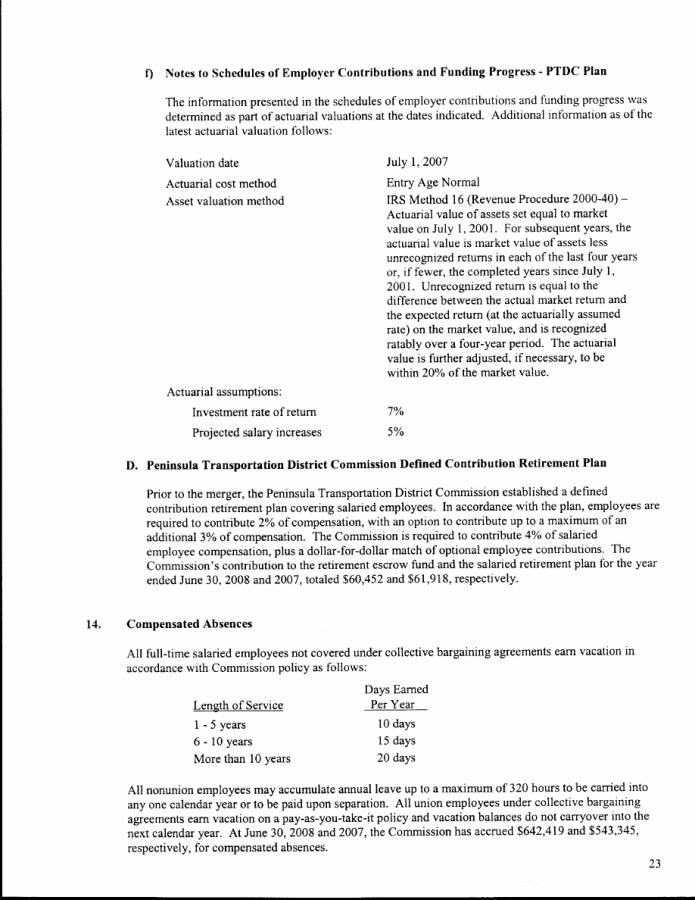 f) Notes to Schedules of Employer Contributions and Funding Progress - PTDC Plan
The information presented in the schedules of employer contributions and funding progress was
determined as part of actuarial valuations at the dates indicated. Additional information as of the
latest actuarial valuation follows:
Valuation date July 1, 2007
Actuarial cost method Entry Age Normal
Asset valuation method IRS Method 16 (Revenue Procedure 2000-40) –
Actuarial value of assets set equal to market
value on July 1, 2001. For subsequent years, the
actuarial value is market value of assets less
unrecognized returns in each of the last four years
or, if fewer, the completed years since July 1,
2001. Unrecognized return is equal to the
difference between the actual market return and
the expected return (at the actuarially assumed
rate) on the market value, and is recognized
ratably over a four-year period. The actuarial
value is further adjusted, if necessary, to be
within 20% of the market value.
Actuarial assumptions:
Investment rate of return 7%
Projected salary increases 5%
D. Peninsula Transportation District Commission Defined Contribution Retirement Plan
Prior to the merger, the Peninsula Transportation District Commission established a defined
contribution retirement plan covering salaried employees. In accordance with the plan, employees are
required to contribute 2% of compensation, with an option to contribute up to a maximum of an
additional 3% of compensation. The Commission is required to contribute 4% of salaried
employee compensation, plus a dollar-for-dollar match of optional employee contributions. The
Commission's contribution to the retirement escrow fund and the salaried retirement plan for the year
ended June 30, 2008 and 2007, totaled $60,452 and $61,918, respectively.
14. Compensated Absences
All full-time salaried employees not covered under collective bargaining agreements earn vacation in
accordance with Commission policy as follows:
Days Earned
Length of Service Per Year
1 - 5 years 10 days
6 - 10 years 15 days
More than 10 years 20 days
All nonunion employees may accumulate annual leave up to a maximum of 320 hours to be carried into
any one calendar year or to be paid upon separation. All union employees under collective bargaining
agreements earn vacation on a pay-as-you-take-it policy and vacation balances do not carryover into the
next calendar year. At June 30, 2008 and 2007, the Commission has accrued $642,419 and $543,345,
respectively, for compensated absences.
23